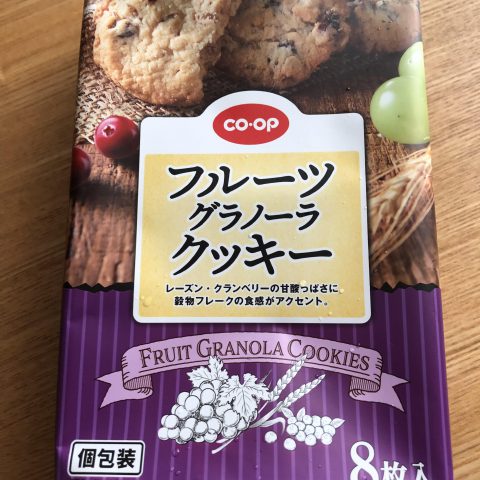 CO・OP
フルーツ
グラノーラ
クッキー
レーズン・クランベリーの甘酸っぱさに
穀物フレークの食感がアクセント。
FRUIT GRANOLA COOKIES
個包装
8枚入